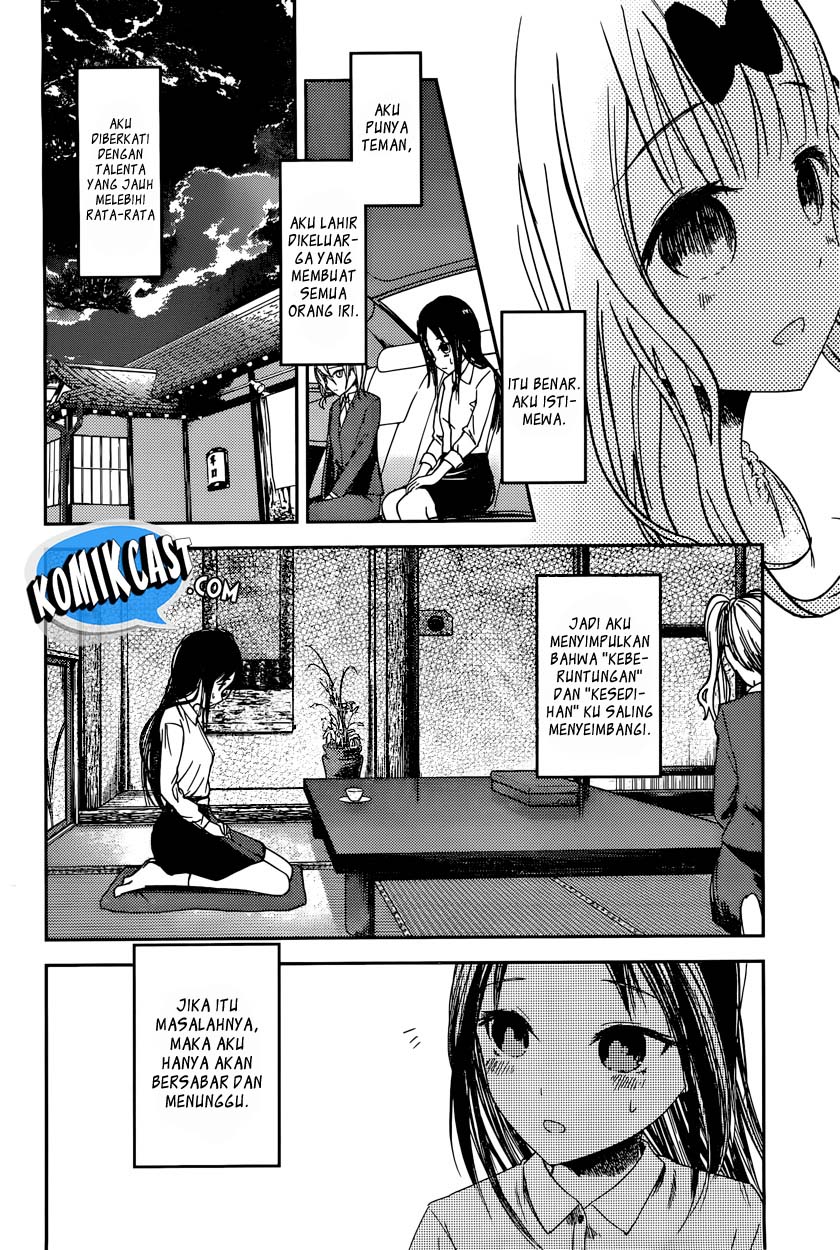 ITU BENAR.
AKU ISTI-
MEWA.
AKU
PUNYA
TEMAN,
AKU LAHIR
DIKELUAR-
GA YANG
MEMBUAT
SEMUA
ORANG IRI.
AKU
DIBERKATI
DENGAN
TALENTA
YANG JAUH
MELEBIHI
RATA-RATA
KOMIKCAST
.COM
JADI AKU
MENYIMPULKAN
BAHWA "KEBE-
RUNTUNGAN"
DAN "KESEDI-
HAN" KU SALING
MENYEIMBANGI.
JIKA ITU
MASALAHNYA,
MAKA AKU
HANYA AKAN
BERSABAR DAN
MENUNGGU.